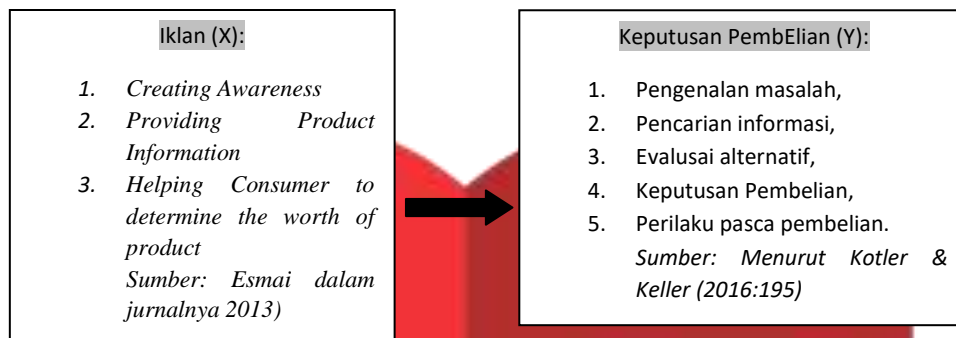 Iklan (X):
1. Creating Awareness
2. Providing Product
Information
3. Helping Consumer to
determine the worth of
product
Sumber: Esmai dalam
jurnalnya 2013)
Keputusan PembElian (Y):
1. Pengenalan masalah,
2. Pencarian informasi,
3. Evalusai alternatif,
4. Keputusan Pembelian,
5. Perilaku pasca pembelian.
Sumber: Menurut Kotler &
Keller (2016:195)